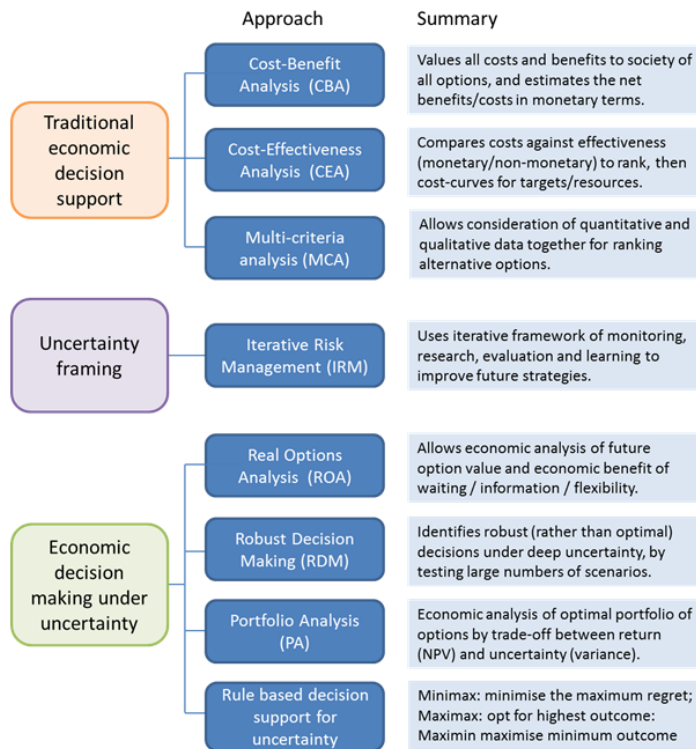 Approach Summary
Traditional
economic
decision
support
Cost-Benefit
Analysis (CBA)
Values all costs and benefits to society of
all options, and estimates the net
benefits/costs in monetary terms.
Cost-Effectiveness
Analysis (CEA)
Compares costs against effectiveness
(monetary/non-monetary) to rank, then
cost-curves for targets/resources.
Multi-criteria
analysis (MCA)
Allows consideration of quantitative and
qualitative data together for ranking
alternative options.
Uncertainty
framing
Iterative Risk
Management (IRM)
Uses iterative framework of monitoring,
research, evaluation and learning to
improve future strategies.
Economic
decision
making under
uncertainty
Real Options
Analysis (ROA)
Allows economic analysis of future
option value and economic benefit of
waiting / information / flexibility.
Robust Decision
Making (RDM)
Identifies robust (rather than optimal)
decisions under deep uncertainty, by
testing large numbers of scenarios.
Portfolio Analysis
(PA)
Economic analysis of optimal portfolio of
options by trade-off between return
(NPV) and uncertainty (variance).
Rule based decision
support for
uncertainty
Minimax: minimise the maximum regret;
Maximax: opt for highest outcome:
Maximin maximise minimum outcome